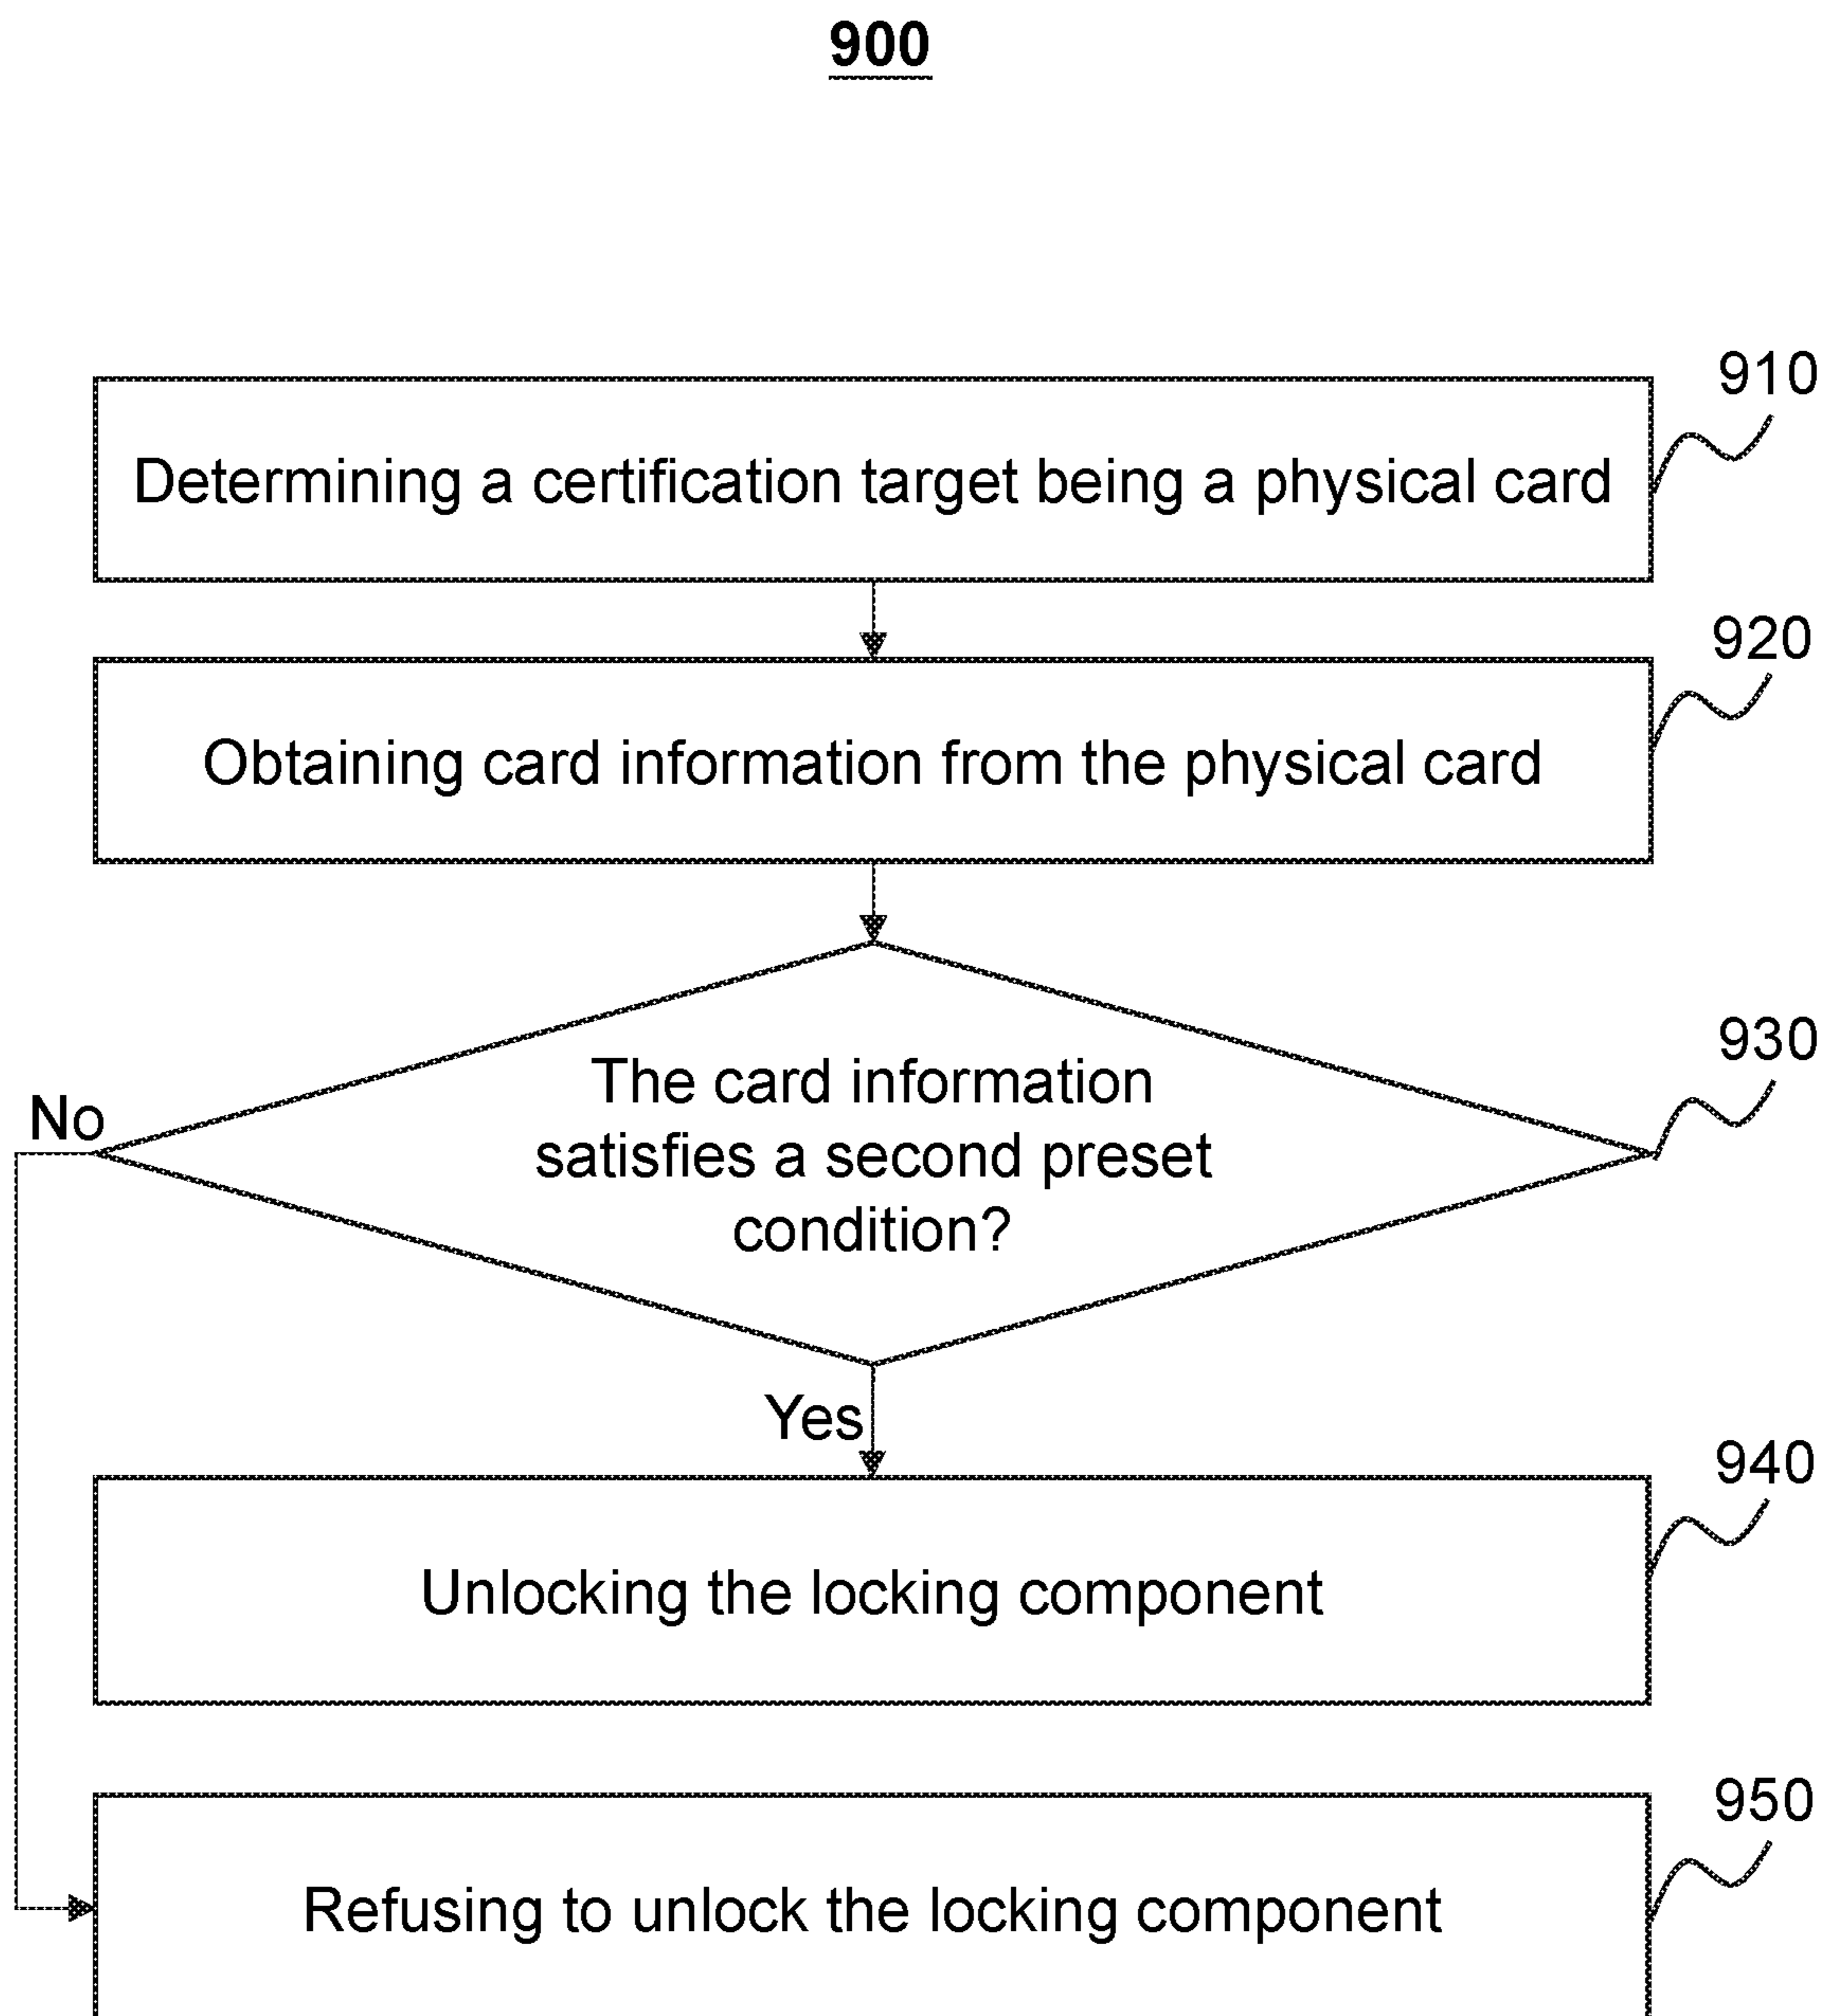 900
910
Determining a certification target being a physical card
920
Obtaining card information from the physical card
930
The card information
satisfies a second preset
condition?
No
Yes
940
Unlocking the locking component
950
Refusing to unlock the locking component